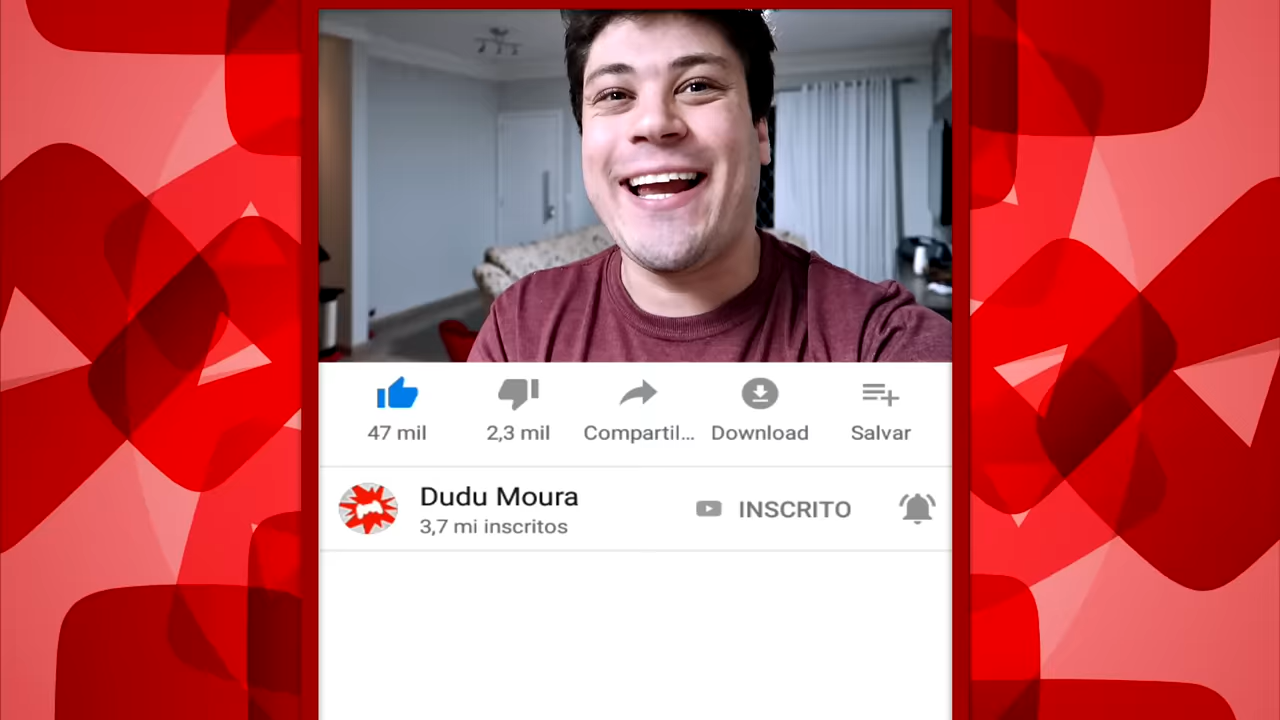 47 mil 2,3 mil Compartil... Download Salvar
Dudu Moura
3,7 mi inscritos
INSCRITO